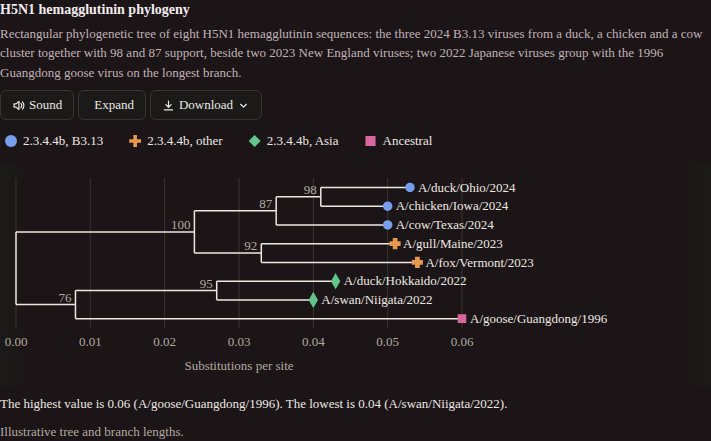 H5N1 hemagglutinin phylogeny
Rectangular phylogenetic tree of eight H5N1 hemagglutinin sequences: the three 2024 B3.13 viruses from a duck, a chicken and a cow
cluster together with 98 and 87 support, beside two 2023 New England viruses; two 2022 Japanese viruses group with the 1996
Guangdong goose virus on the longest branch.
Sound Expand Download
2.3.4.4b, B3.13 2.3.4.4b, other 2.3.4.4b, Asia Ancestral
98 A/duck/Ohio/2024
87 A/chicken/Iowa/2024
100 A/cow/Texas/2024
92 A/gull/Maine/2023
A/fox/Vermont/2023
95 A/duck/Hokkaido/2022
76 A/swan/Niigata/2022
A/goose/Guangdong/1996
0.00 0.01 0.02 0.03 0.04 0.05 0.06
Substitutions per site
The highest value is 0.06 (A/goose/Guangdong/1996). The lowest is 0.04 (A/swan/Niigata/2022).
Illustrative tree and branch lengths.